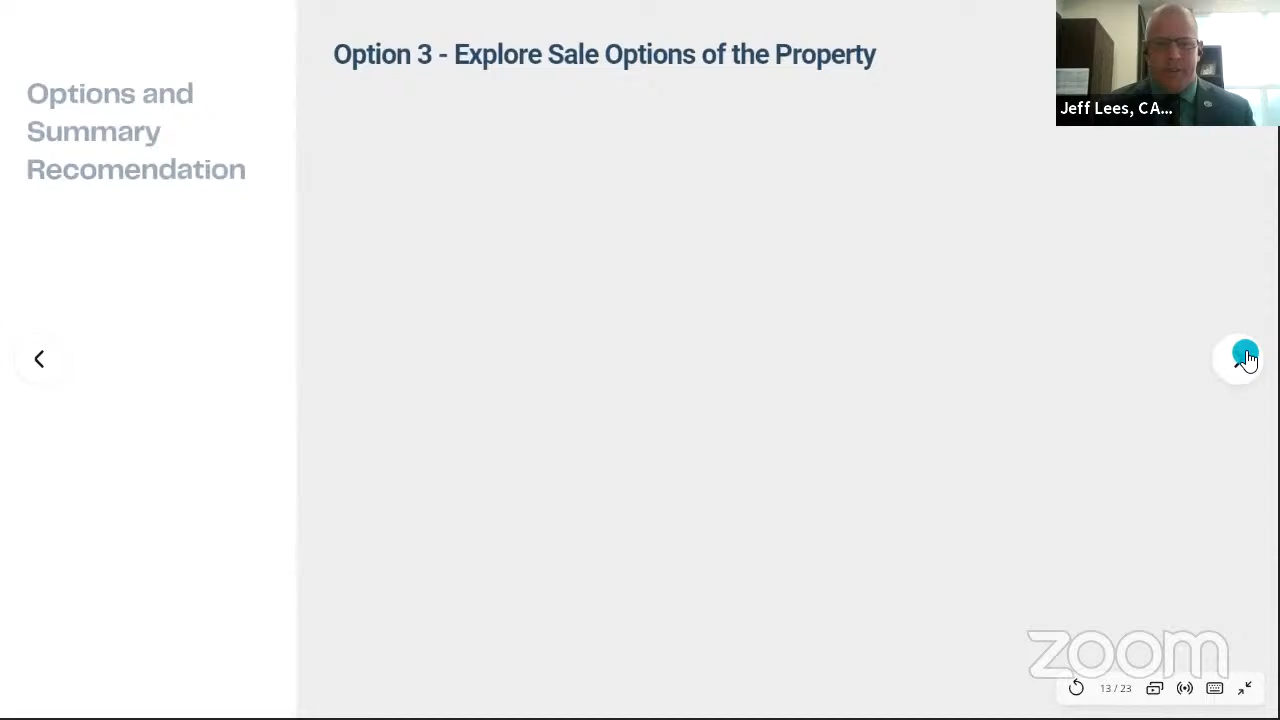 Option 3 - Explore Sale Options of the Property
Options and
Summary
Recomendation
Jeff Lees, CA...
zoom
13 / 23